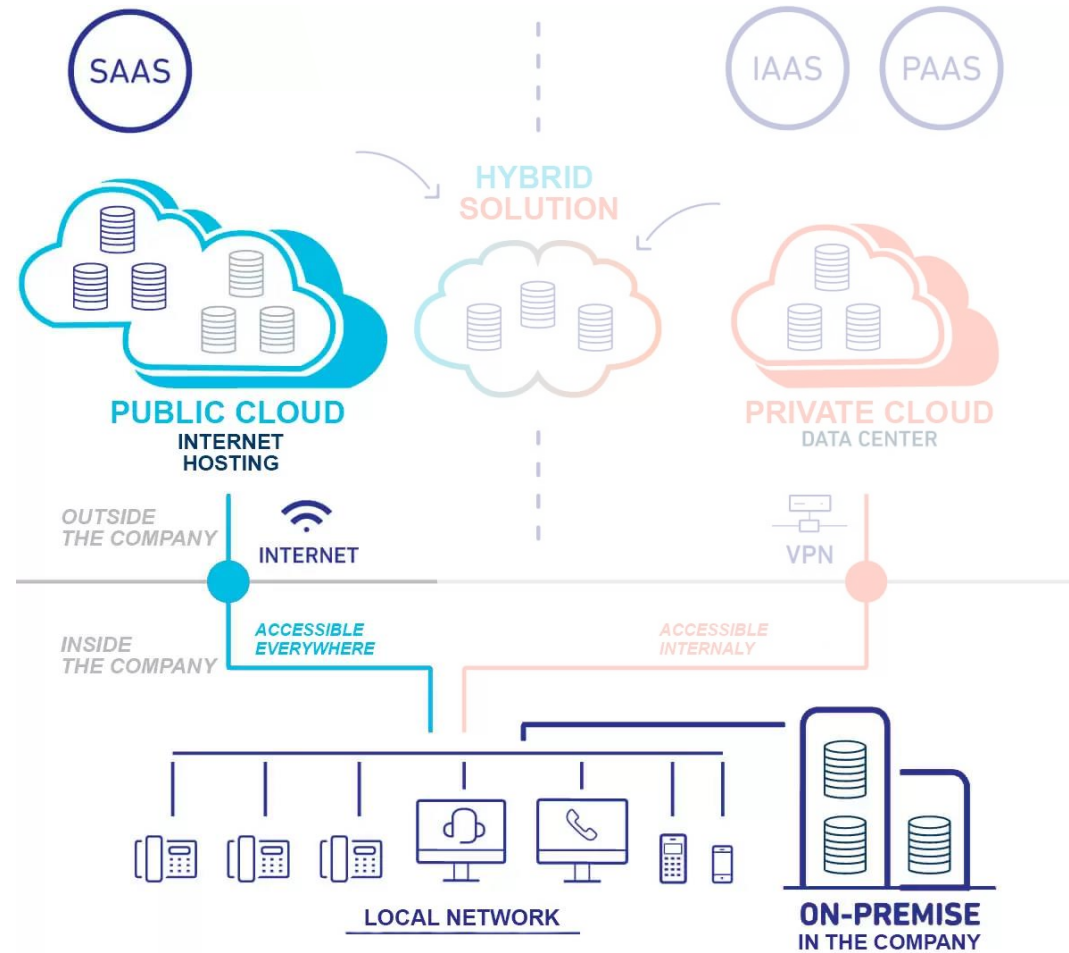 SAAS
IAAS
PAAS
HYBRID
SOLUTION
PUBLIC CLOUD
INTERNET
HOSTING
PRIVATE CLOUD
DATA CENTER
OUTSIDE
THE COMPANY
INTERNET
VPN
INSIDE
THE COMPANY
ACCESSIBLE
EVERYWHERE
ACCESSIBLE
INTERNALY
LOCAL NETWORK
ON-PREMISE
IN THE COMPANY